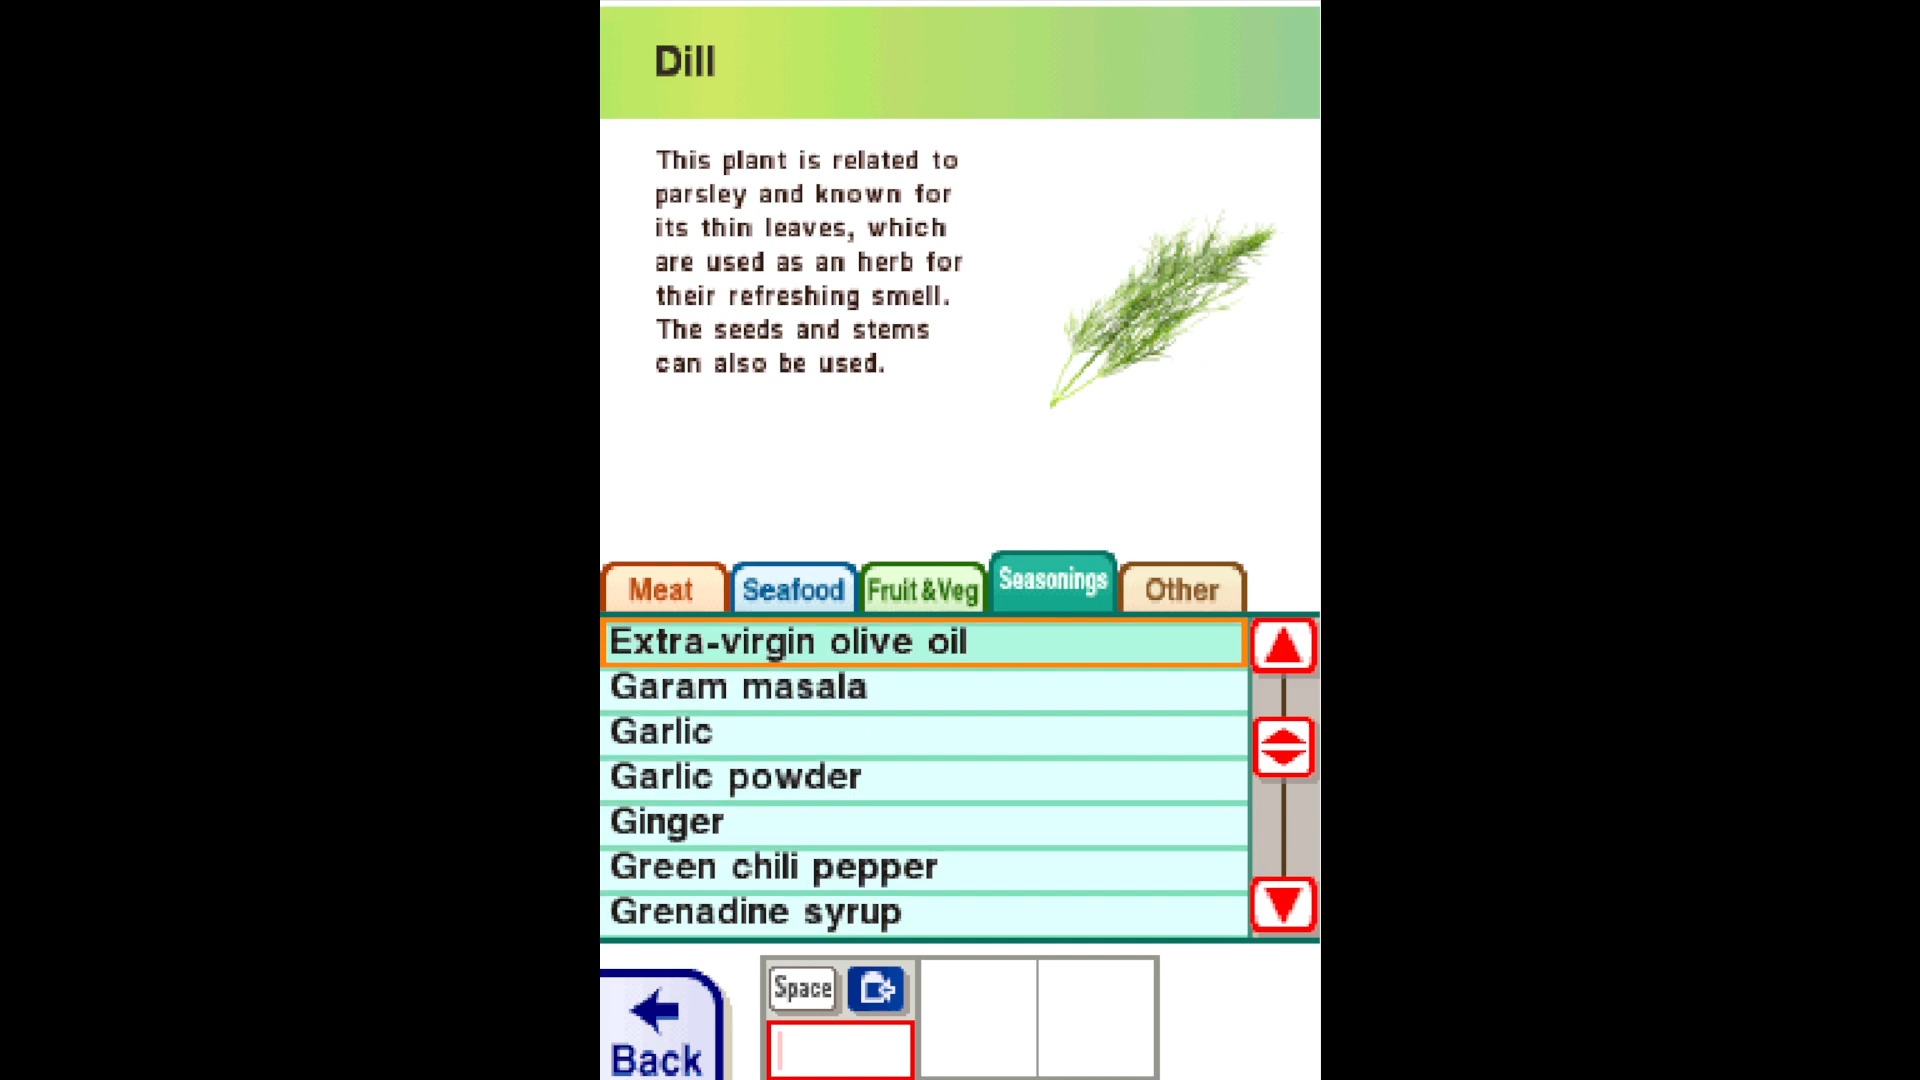 Dill
This plant is related to
parsley and known for
its thin leaves, which
are used as an herb for
their refreshing smell.
The seeds and stems
can also be used.
Meat Seafood Fruit&Veg Seasonings Other
Extra-virgin olive oil
Garam masala
Garlic
Garlic powder
Ginger
Green chili pepper
Grenadine syrup
Space
Back